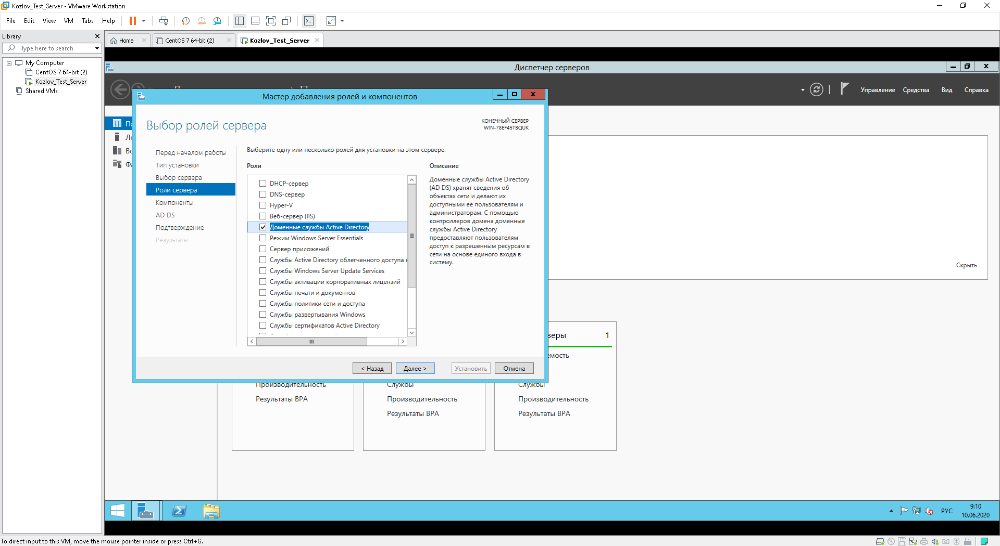 Kozlov_Test_Server - VMware Workstation
File Edit View VM Tabs Help
Library
Type here to search
My Computer
CentOS 7 64-bit (2)
Kozlov_Test_Server
Shared VMs
Home
CentOS 7 64-bit (2)
Kozlov_Test_Server
Диспетчер серверов
Управление Средства Вид Справка
Мастер добавления ролей и компонентов
Выбор ролей сервера
КОНЕЧНЫЙ СЕРВЕР
WIN-78EF45TBQUK
Перед началом работы
Тип установки
Выбор сервера
Роли сервера
Компоненты
AD DS
Подтверждение
Результаты
Выберите одну или несколько ролей для установки на этом сервере.
Роли
DHCP-сервер
DNS-сервер
Hyper-V
Веб-сервер (IIS)
Доменные службы Active Directory
Режим Windows Server Essentials
Сервер приложений
Службы Active Directory облегченного доступа
Службы Windows Server Update Services
Службы активации корпоративных лицензий
Службы печати и документов
Службы политики сети и доступа
Службы развертывания Windows
Службы сертификатов Active Directory
Описание
Доменные службы Active Directory
(AD DS) хранят сведения об
объектах сети и делают их
доступными ее пользователям и
администраторам. С помощью
контроллеров домена доменные
службы Active Directory
предоставляют пользователям
доступ к разрешенным ресурсам в
сети на основе единого входа в
систему.
< Назад Далее > Установить Отмена
Скрыть
веры 1
емость
Производительность
Результаты BPA
Службы
Производительность
Результаты BPA
Службы
Производительность
Результаты BPA
РУС
9:10
10.06.2020
To direct input to this VM, move the mouse pointer inside or press Ctrl+G.